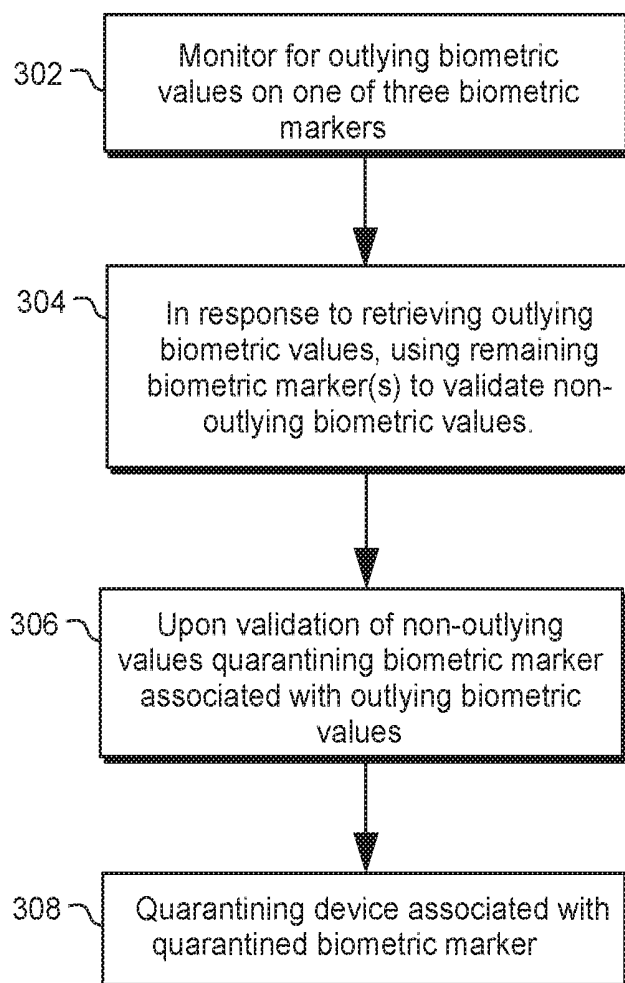 302
Monitor for outlying biometric
values on one of three biometric
markers
304
In response to retrieving outlying
biometric values, using remaining
biometric marker(s) to validate non-
outlying biometric values.
306
Upon validation of non-outlying
values quarantining biometric marker
associated with outlying biometric
values
308
Quarantining device associated with
quarantined biometric marker